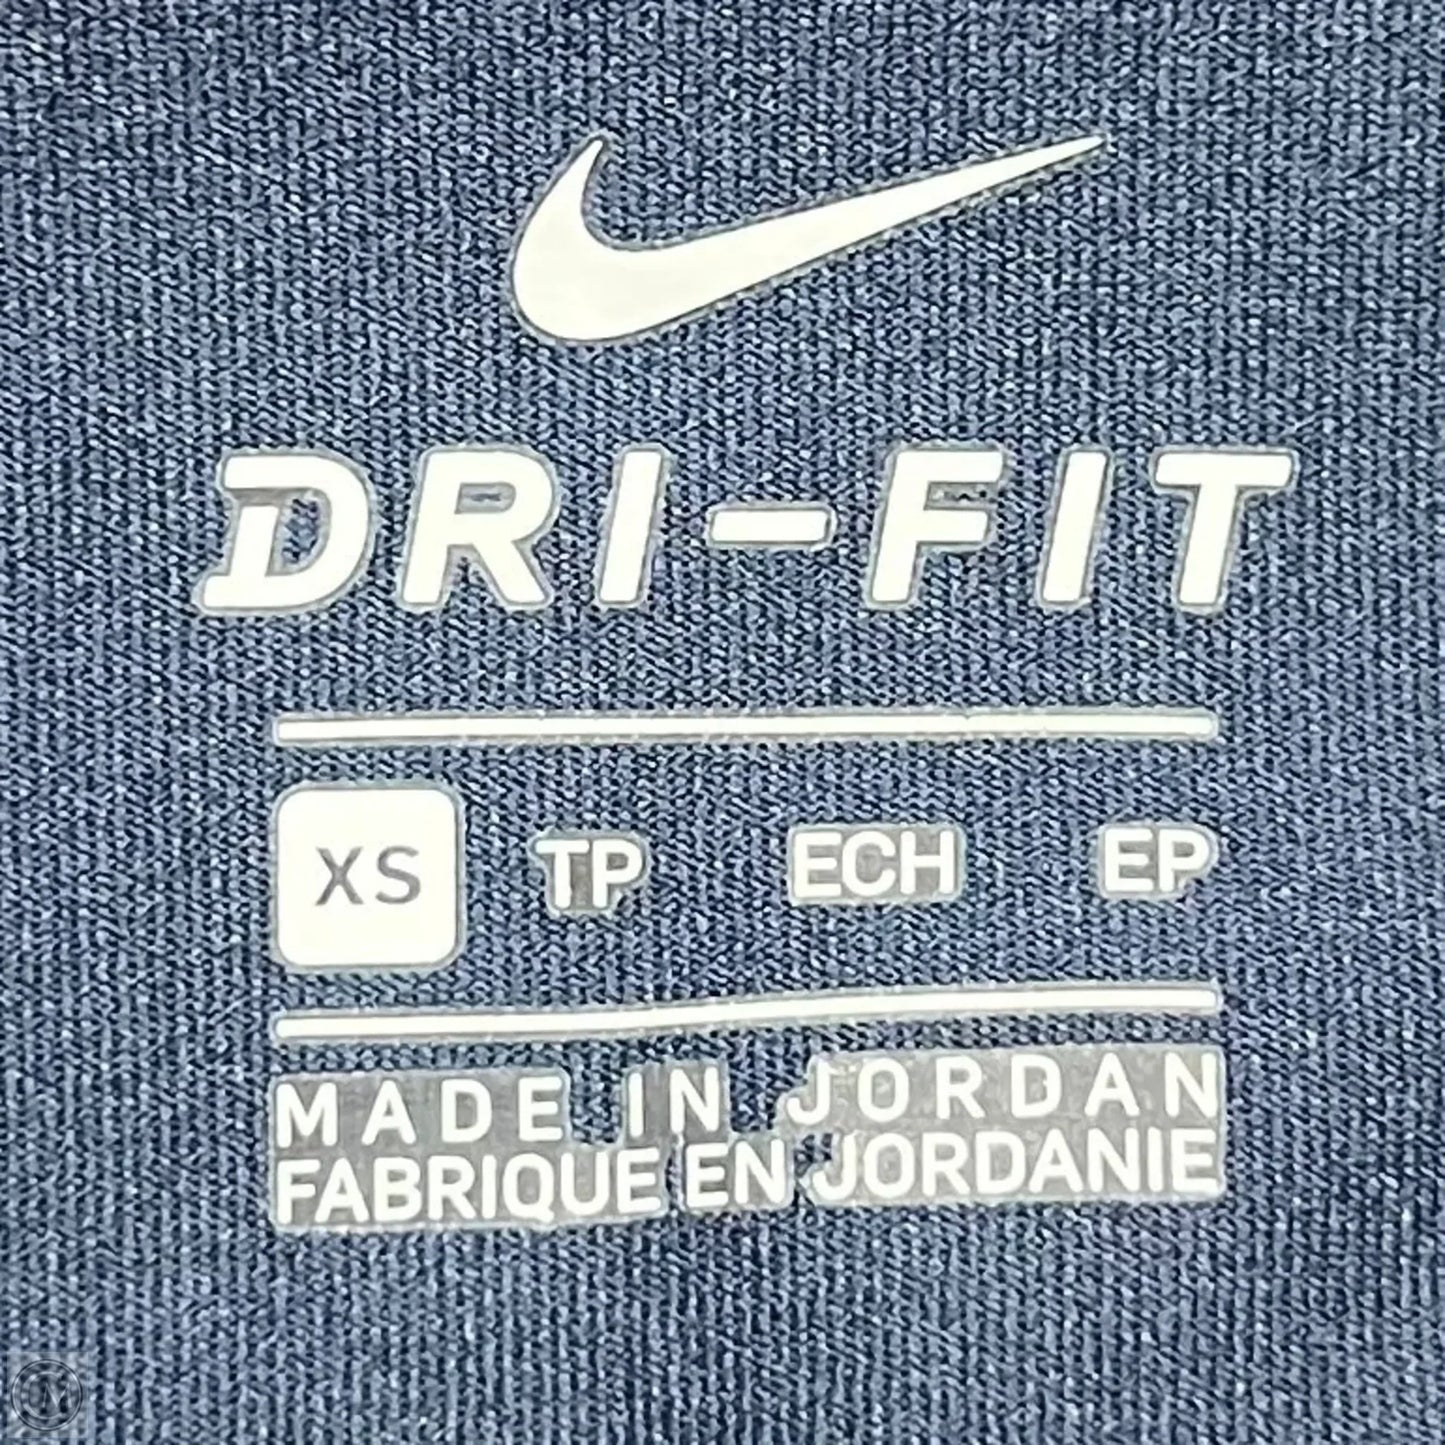 DRI-FIT
XS TP ECH EP
MADE IN JORDAN
FABRIQUE EN JORDANIE
M